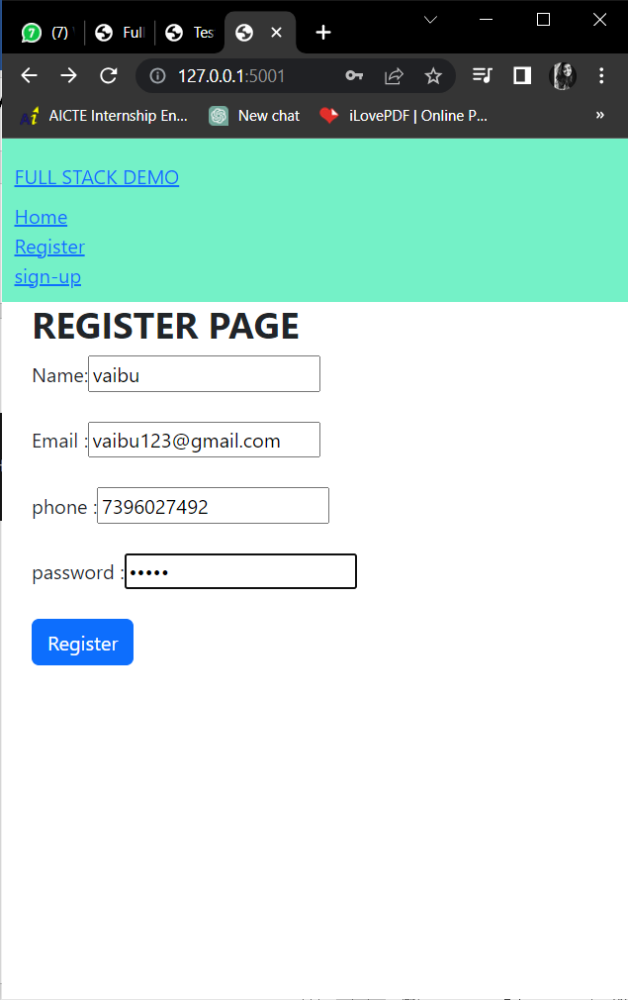 (7) Full Tes
127.0.0.1:5001
AICTE Internship En... New chat iLovePDF | Online P... »
FULL STACK DEMO
Home
Register
sign-up
REGISTER PAGE
Name: vaibu
Email : vaibu123@gmail.com
phone : 7396027492
password : •••••
Register